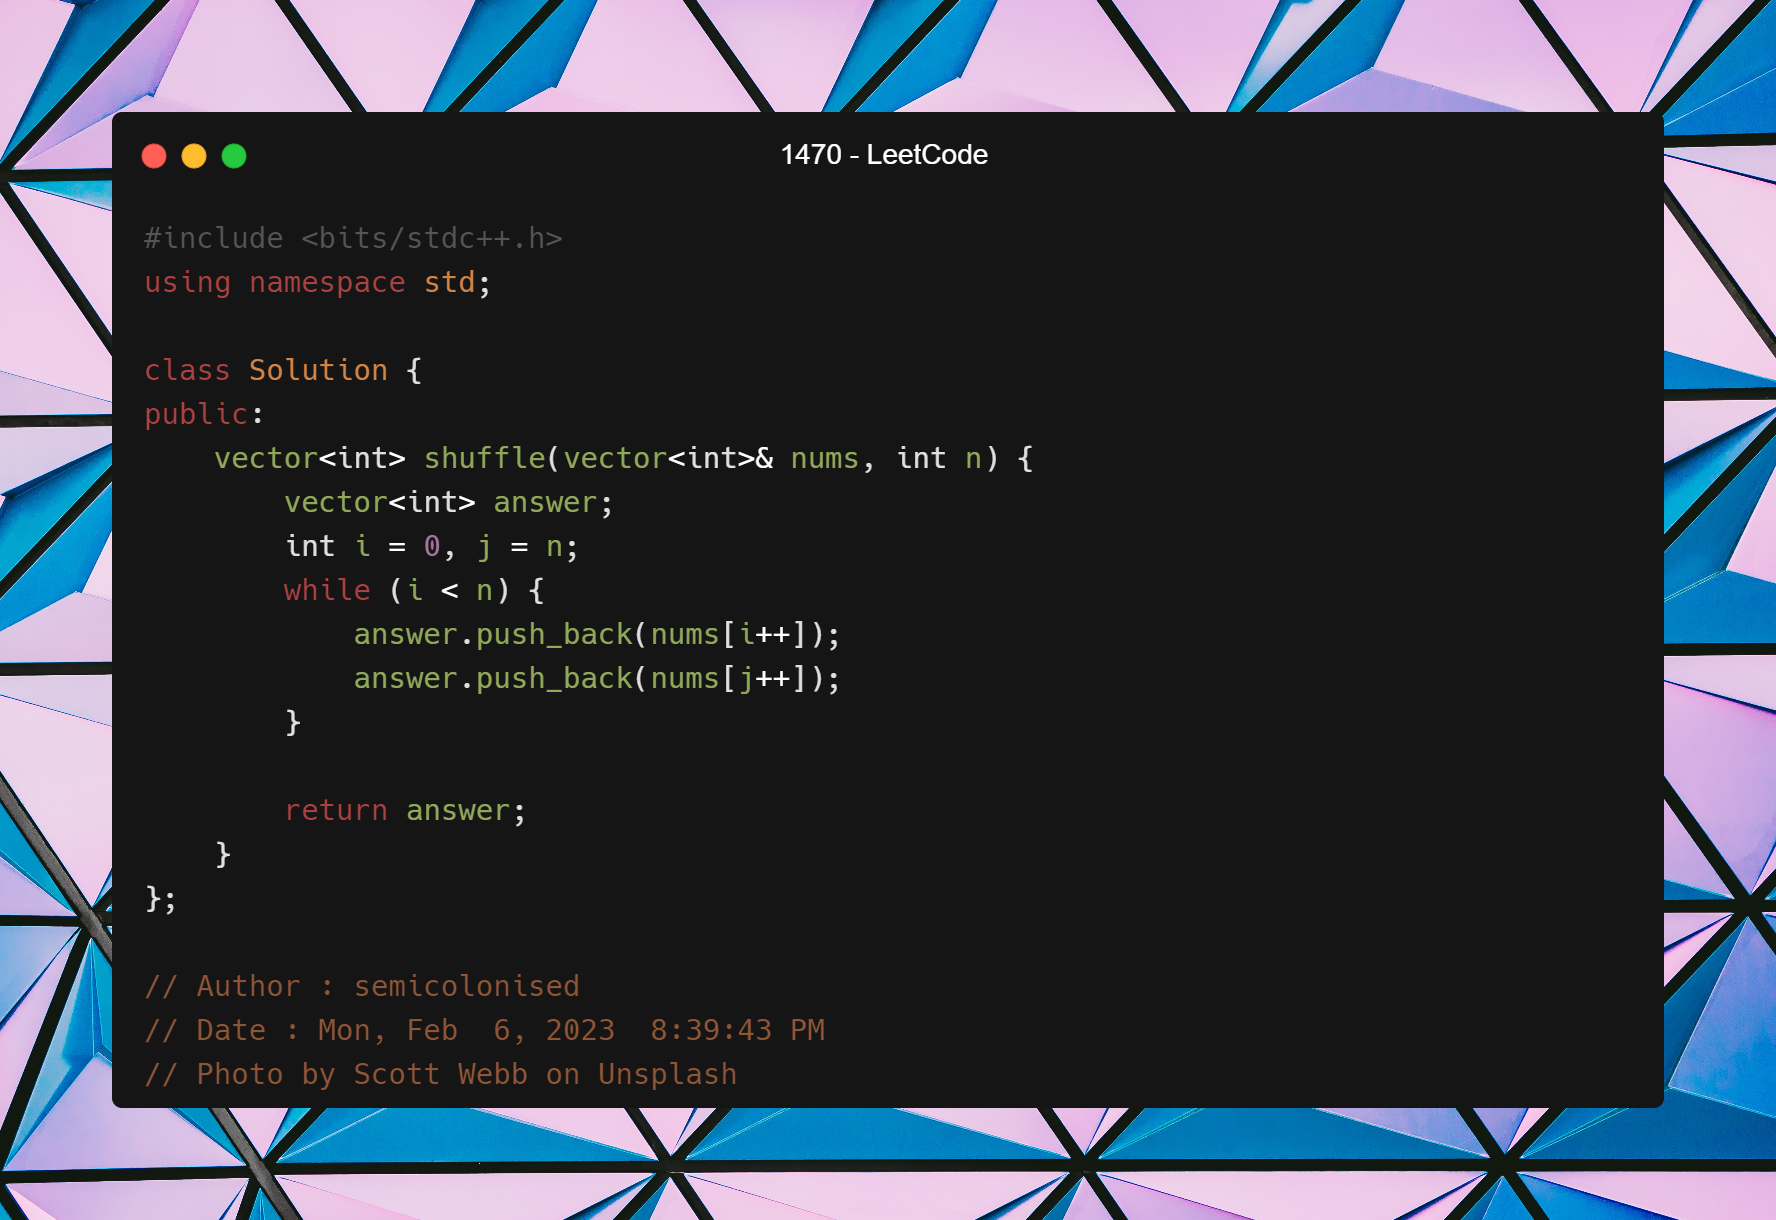 1470 - LeetCode
#include <bits/stdc++.h>
using namespace std;
class Solution {
public:
    vector<int> shuffle(vector<int>& nums, int n) {
        vector<int> answer;
        int i = 0, j = n;
        while (i < n) {
            answer.push_back(nums[i++]);
            answer.push_back(nums[j++]);
        }
        return answer;
    }
};
// Author : semicolonised
// Date : Mon, Feb  6, 2023  8:39:43 PM
// Photo by Scott Webb on Unsplash